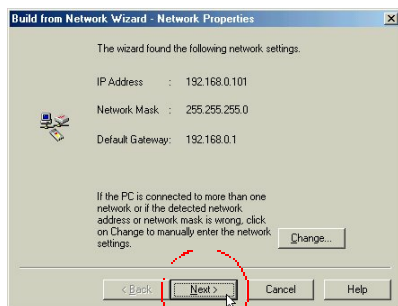 Build from Network Wizard - Network Properties
The wizard found the following network settings.
IP Address : 192.168.0.101
Network Mask : 255.255.255.0
Default Gateway: 192.168.0.1
If the PC is connected to more than one
network or if the detected network
address or network mask is wrong, click
on Change to manually enter the network
settings.
Change...
< Back
Next >
Cancel
Help